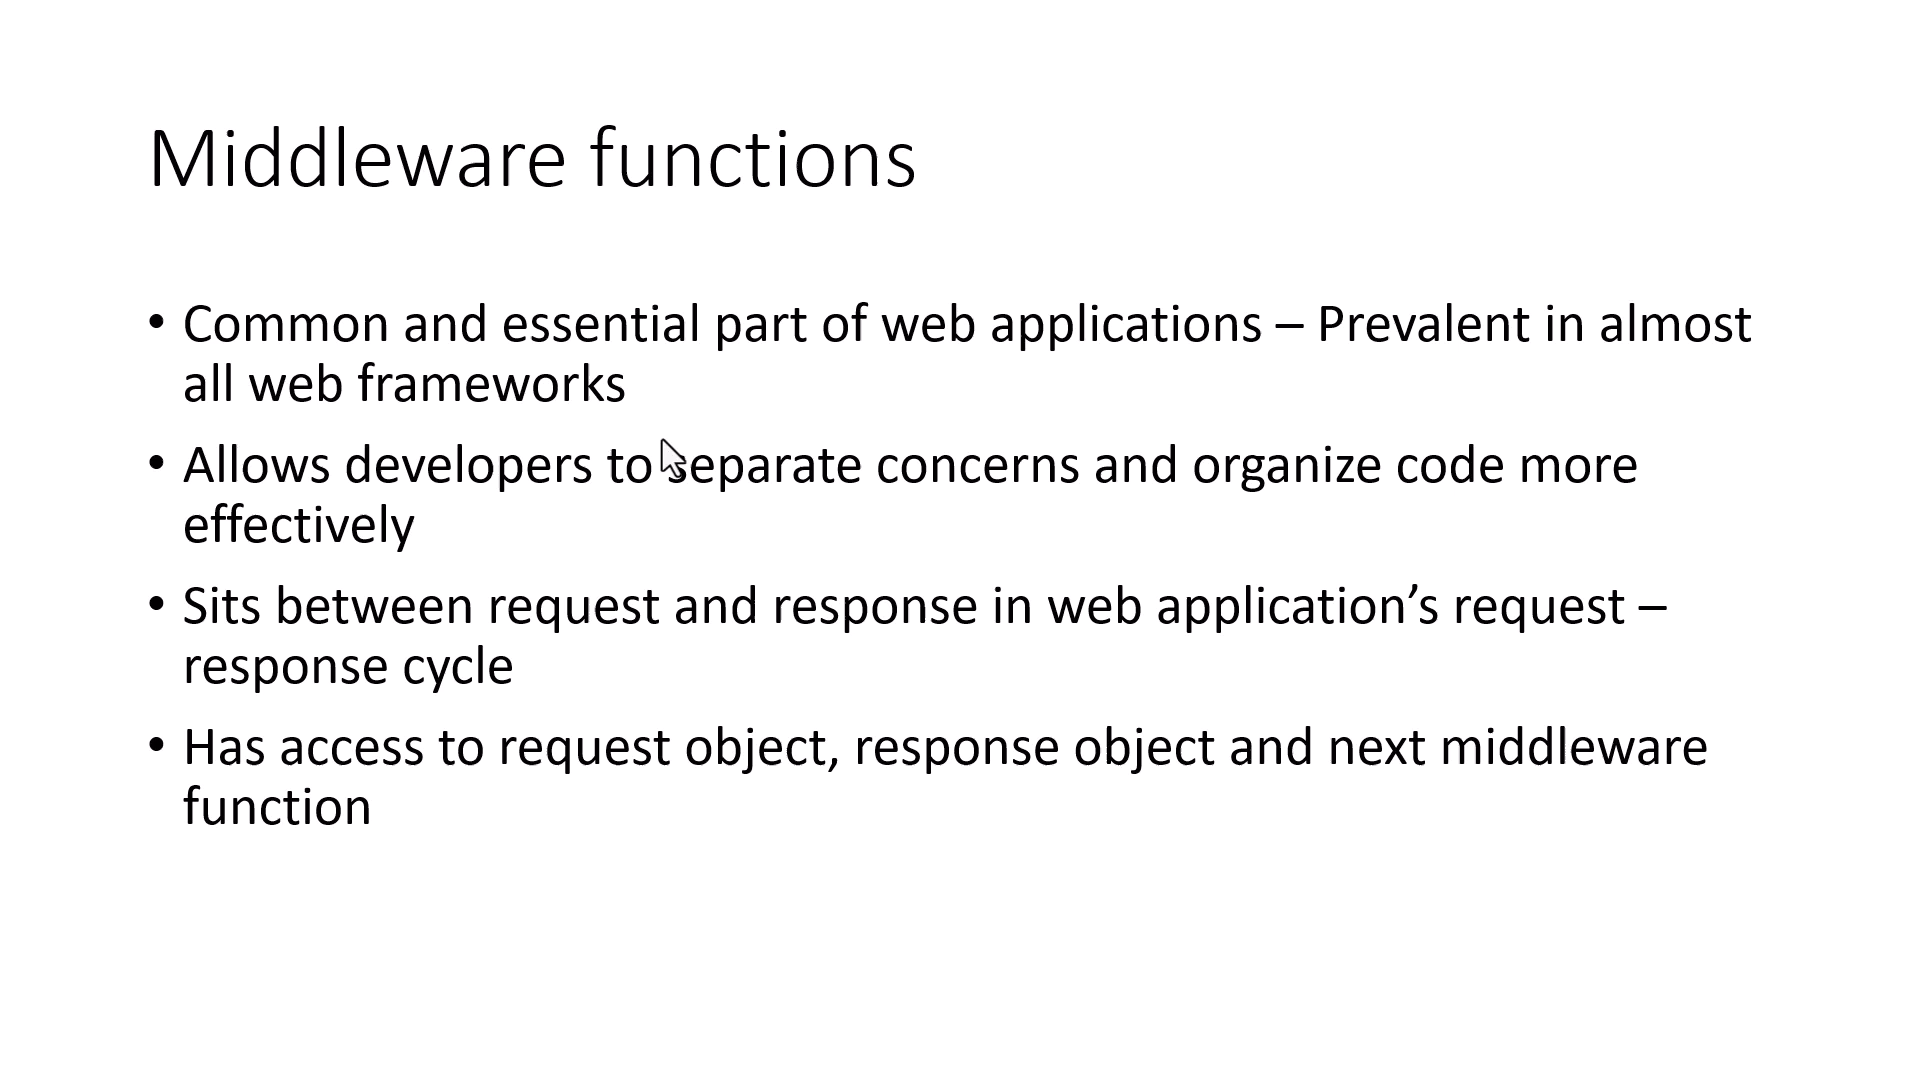 Middleware functions
• Common and essential part of web applications – Prevalent in almost
all web frameworks
• Allows developers to separate concerns and organize code more
effectively
• Sits between request and response in web application’s request –
response cycle
• Has access to request object, response object and next middleware
function